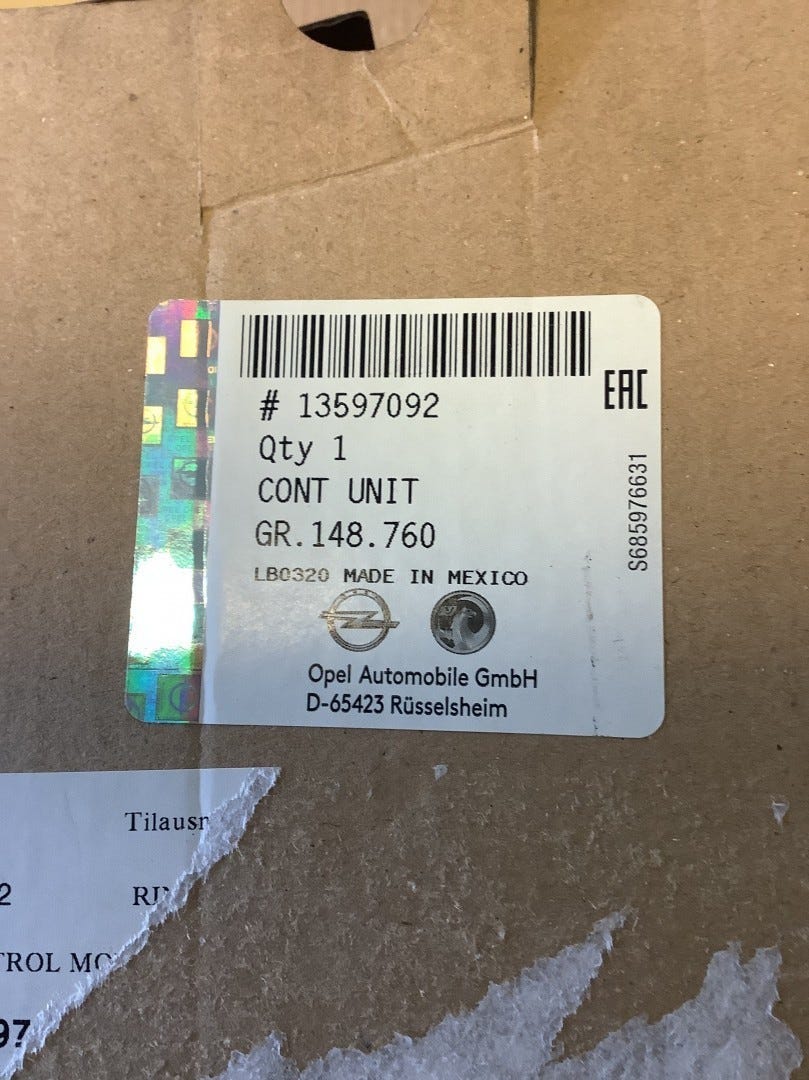 # 13597092
Qty 1
CONT UNIT
GR.148.760
LB0320 MADE IN MEXICO
Opel Automobile GmbH
D-65423 Rüsselsheim
EAC
S685976631
Tilausn
2
TROL MO
97